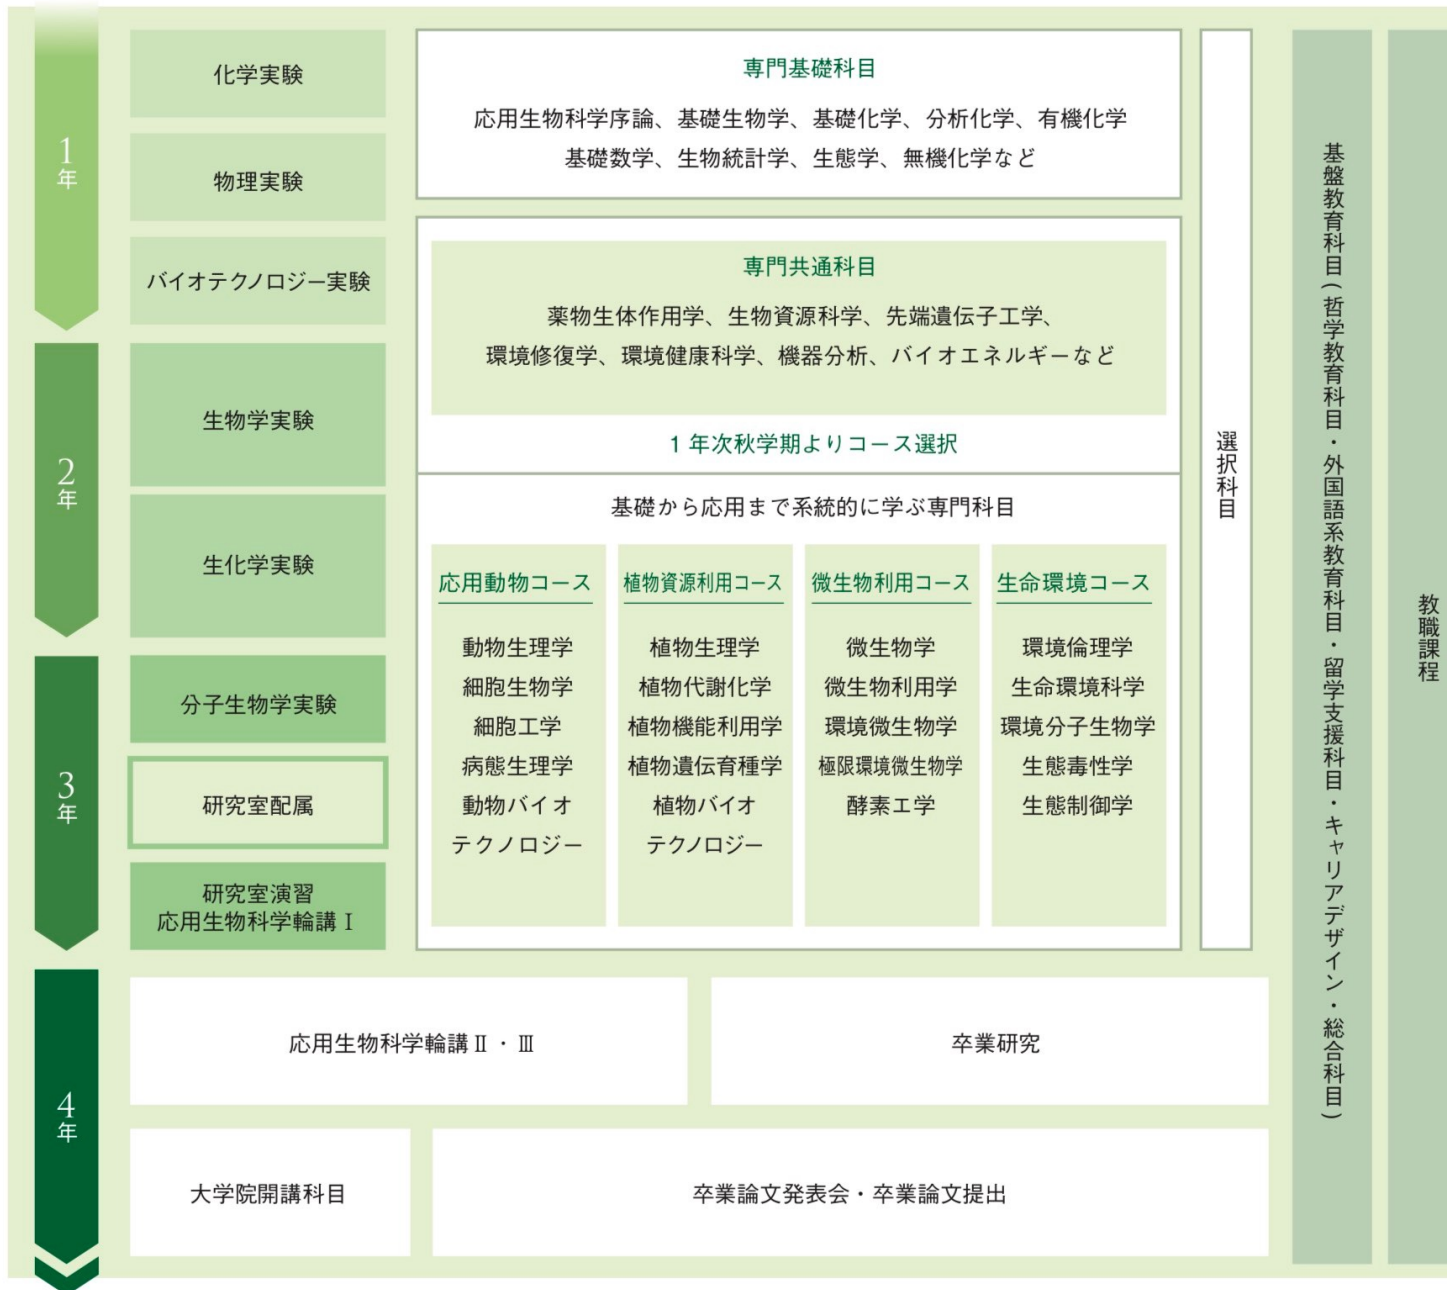 1年
2年
3年
4年
化学実験
物理実験
バイオテクノロジー実験
生物学実験
生化学実験
分子生物学実験
研究室配属
研究室演習
応用生物科学輪講Ⅰ
専門基礎科目
応用生物科学序論、基礎生物学、基礎化学、分析化学、有機化学
基礎数学、生物統計学、生態学、無機化学など
専門共通科目
薬物生体作用学、生物資源科学、先端遺伝子工学、
環境修復学、環境健康科学、機器分析、バイオエネルギーなど
1年次秋学期よりコース選択
基礎から応用まで系統的に学ぶ専門科目
応用動物コース
動物生理学
細胞生物学
細胞工学
病態生理学
動物バイオ
テクノロジー
植物資源利用コース
植物生理学
植物代謝化学
植物機能利用学
植物遺伝育種学
植物バイオ
テクノロジー
微生物利用コース
微生物学
微生物利用学
環境微生物学
極限環境微生物学
酵素工学
生命環境コース
環境倫理学
生命環境科学
環境分子生物学
生態毒性学
生態制御学
選択科目
応用生物科学輪講Ⅱ・Ⅲ
卒業研究
大学院開講科目
卒業論文発表会・卒業論文提出
基盤教育科目(哲学教育科目・外国語系教育科目・留学支援科目・キャリアデザイン・総合科目)
教職課程